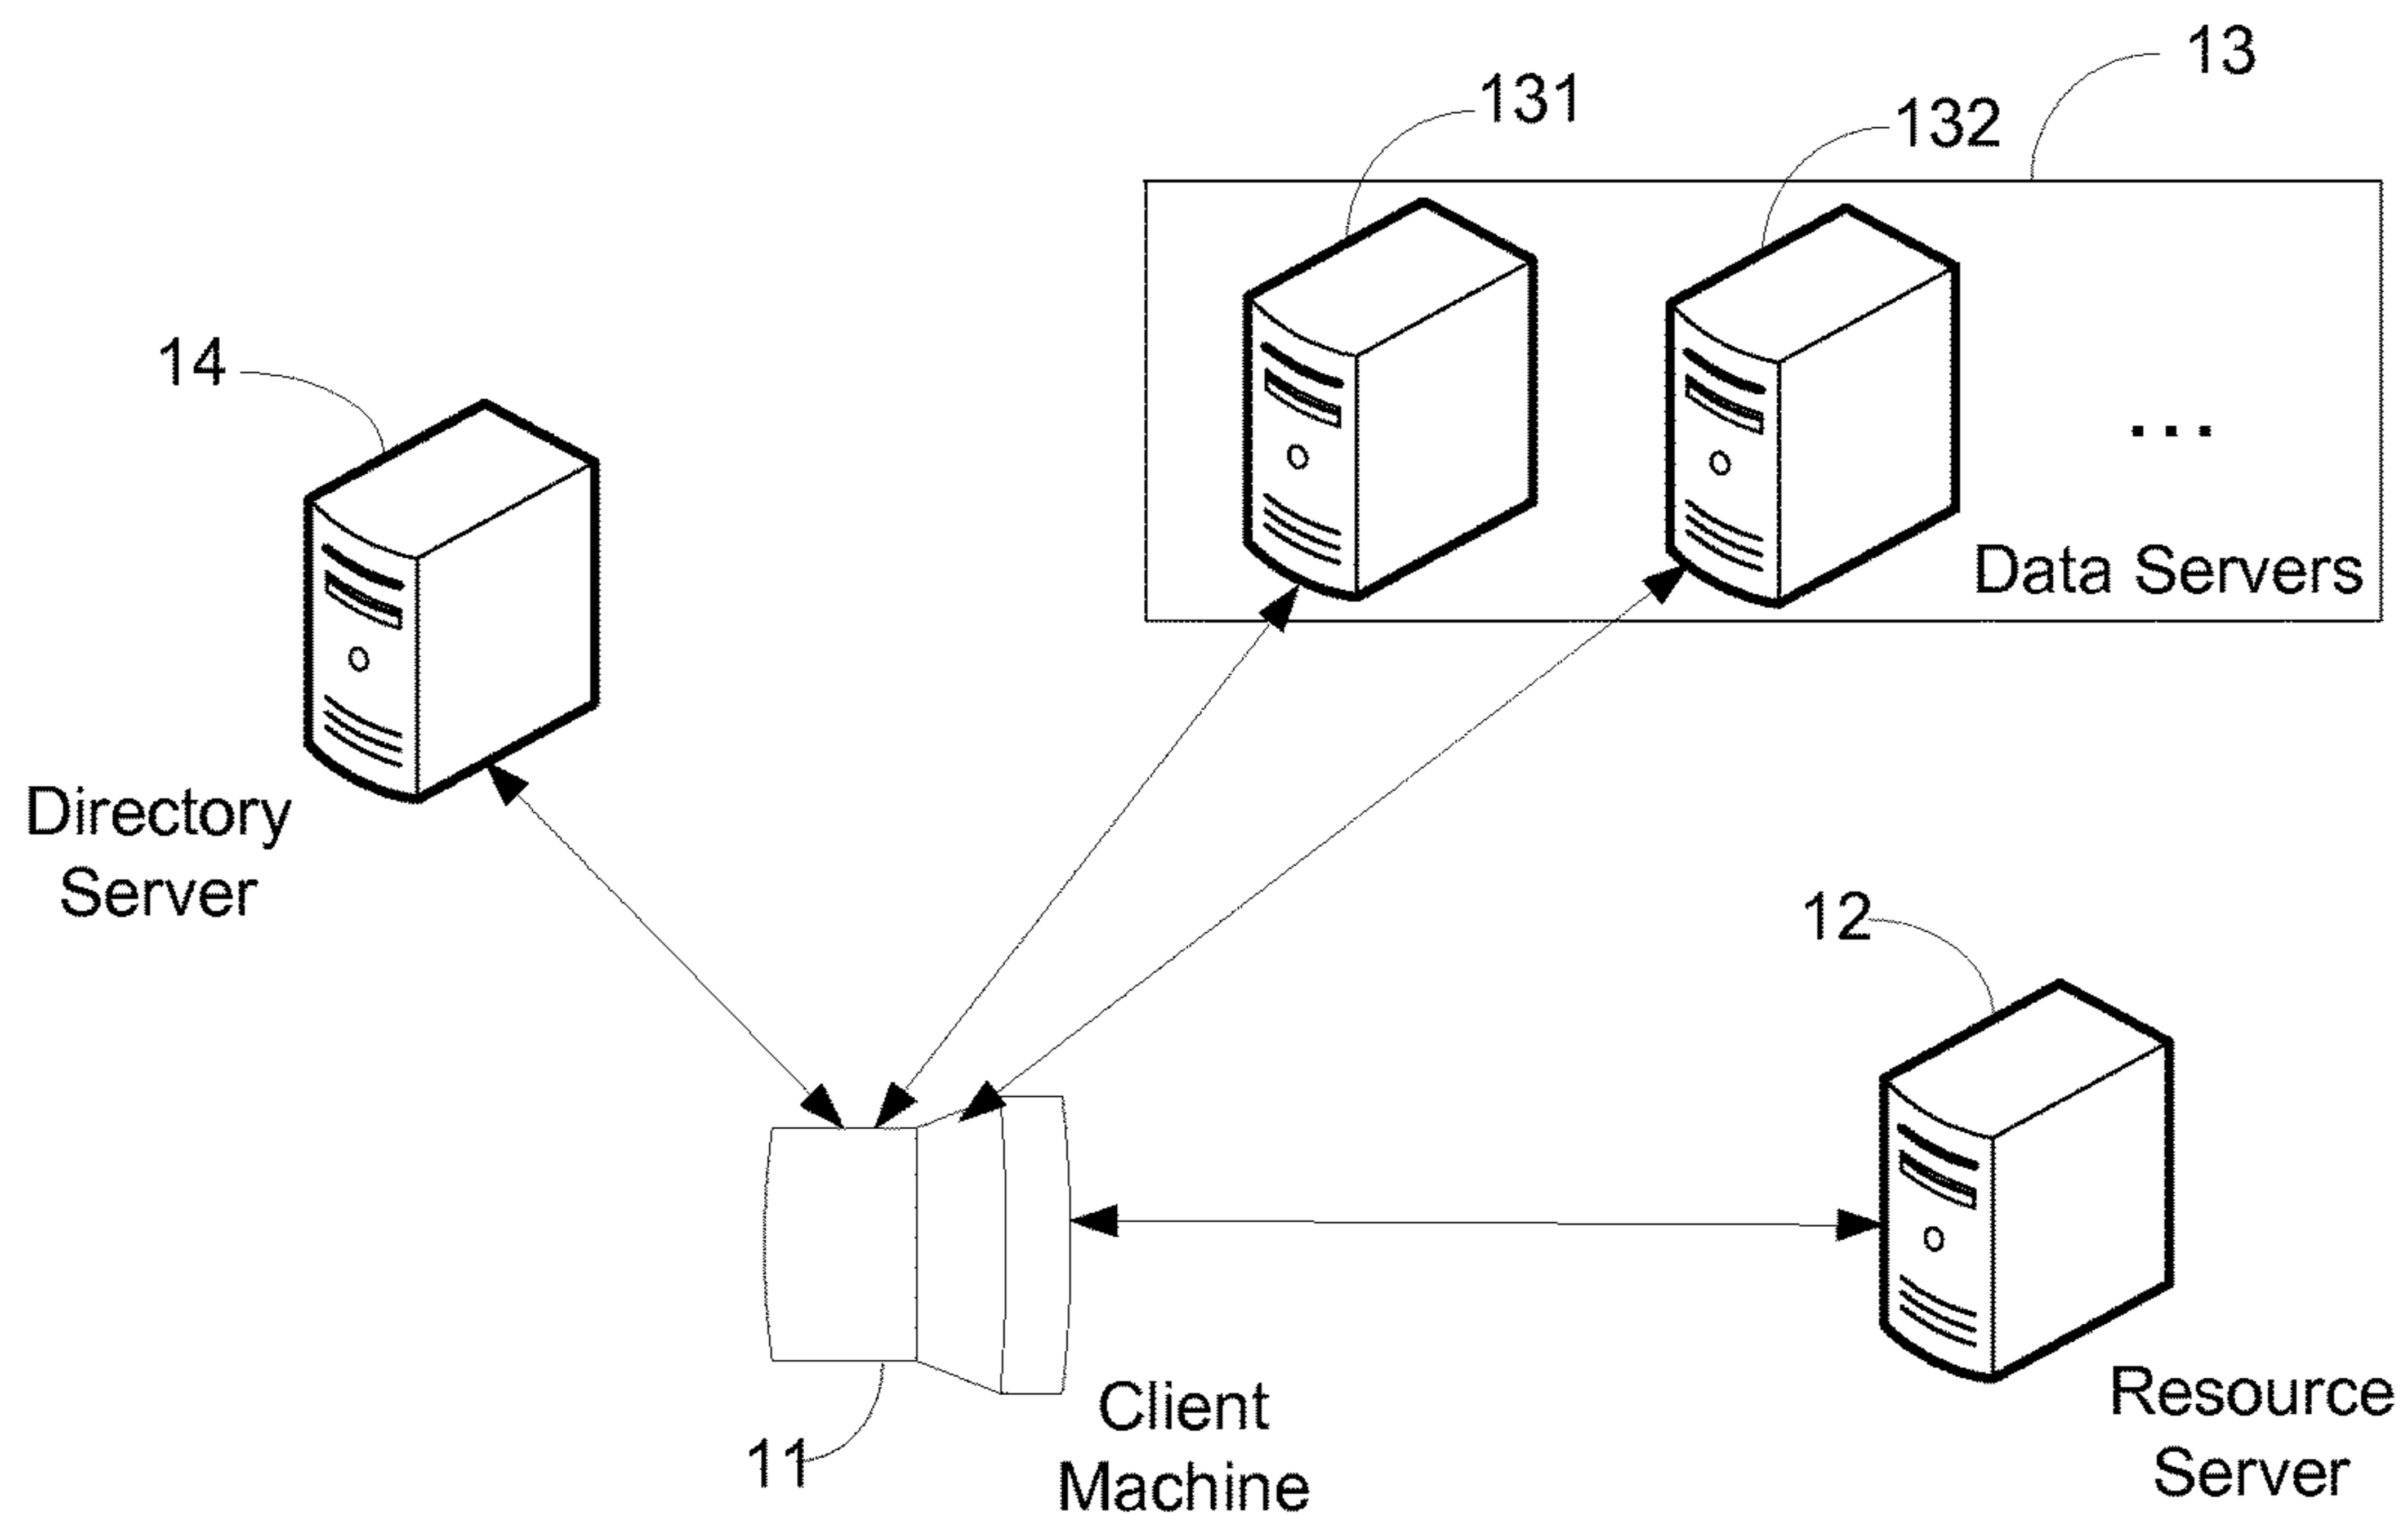 13
131
132
14
...
Data Servers
Directory
Server
12
11
Client
Machine
Resource
Server